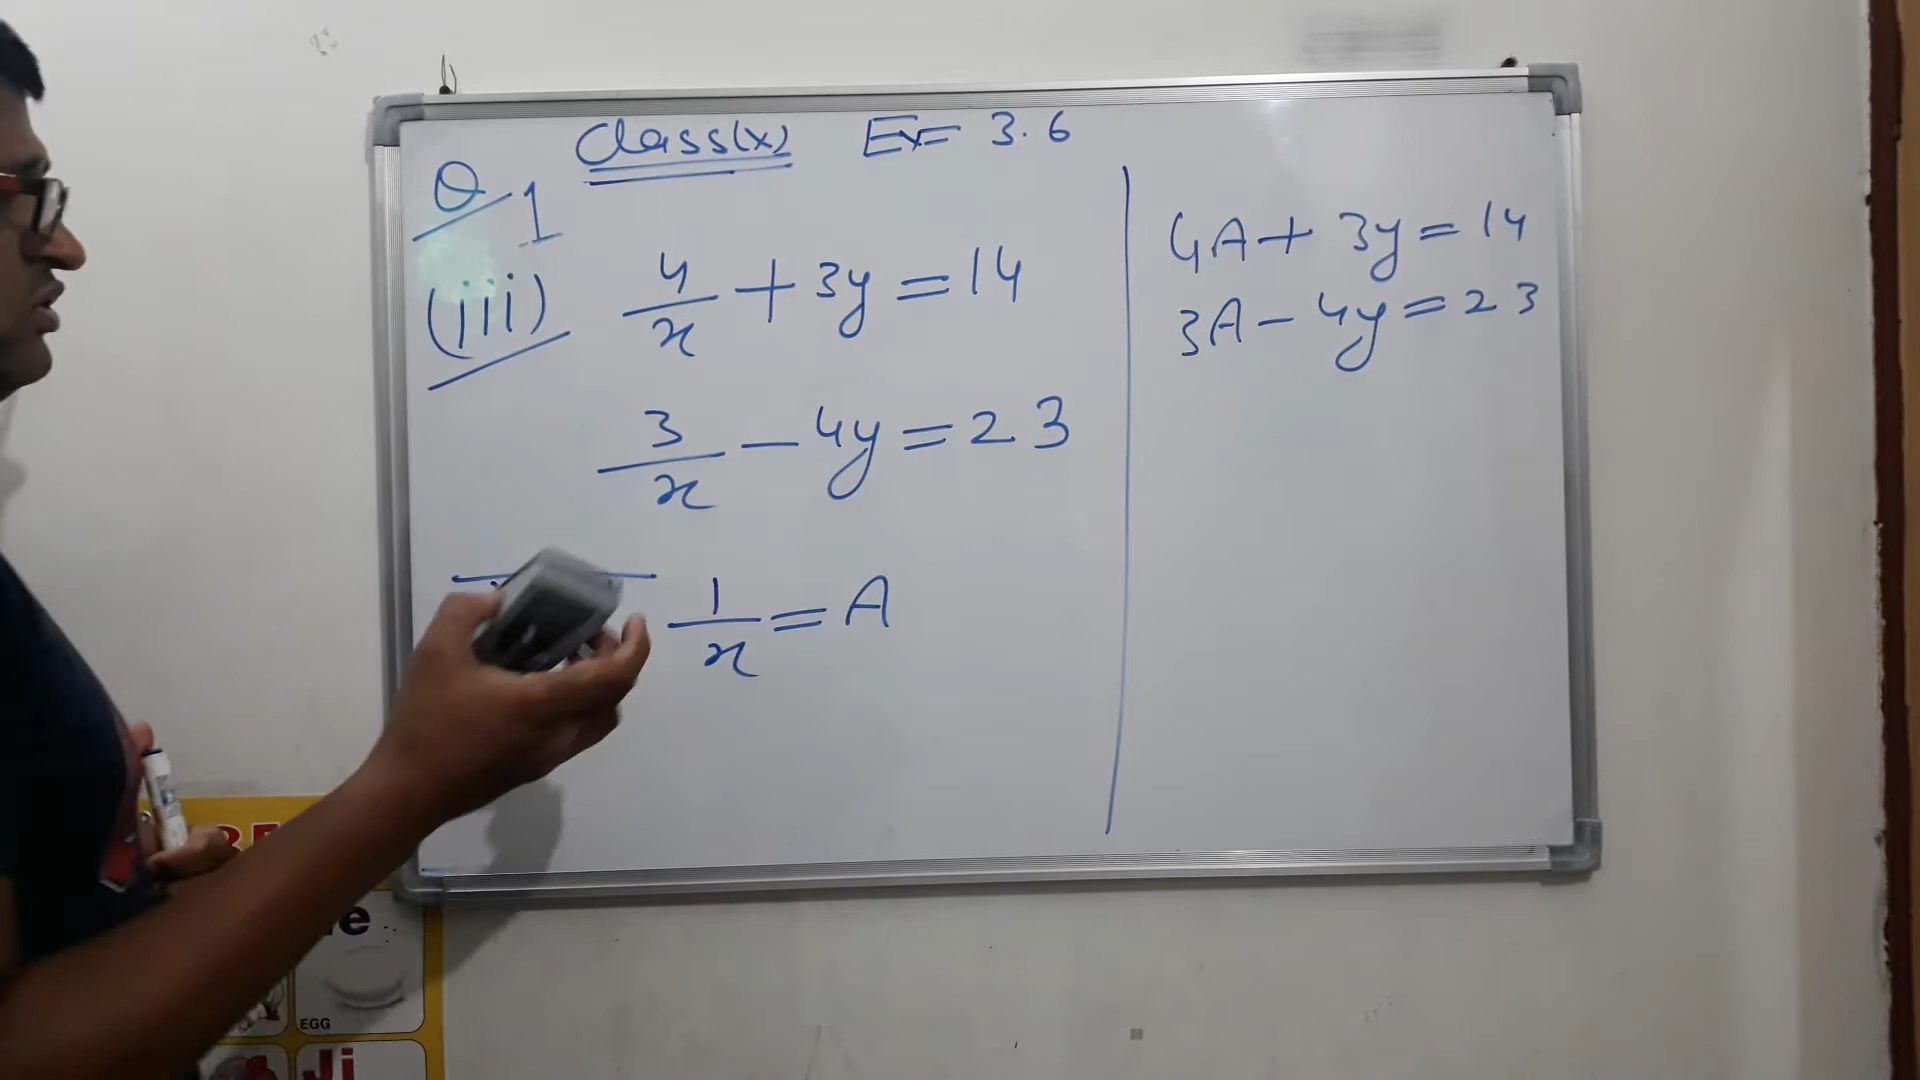 Class(x) Ex= 3.6
Q 1
(iii) 4/x + 3y = 14
3/x - 4y = 23
1/x = A
4A + 3y = 14
3A - 4y = 23
EGG
Ji